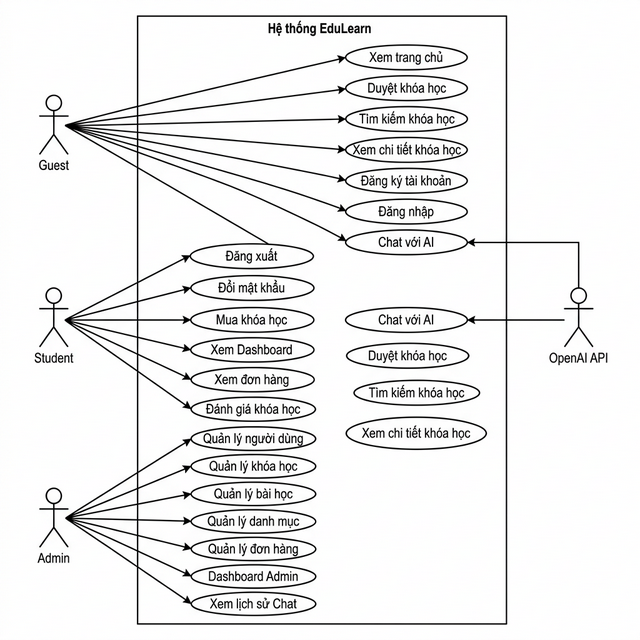 Hệ thống EduLearn
Xem trang chủ
Duyệt khóa học
Tìm kiếm khóa học
Xem chi tiết khóa học
Đăng ký tài khoản
Đăng nhập
Chat với AI
Guest
Đăng xuất
Đổi mật khẩu
Mua khóa học
Xem Dashboard
Xem đơn hàng
Đánh giá khóa học
Student
Chat với AI
Duyệt khóa học
Tìm kiếm khóa học
Xem chi tiết khóa học
OpenAI API
Quản lý người dùng
Quản lý khóa học
Quản lý bài học
Quản lý danh mục
Quản lý đơn hàng
Dashboard Admin
Xem lịch sử Chat
Admin